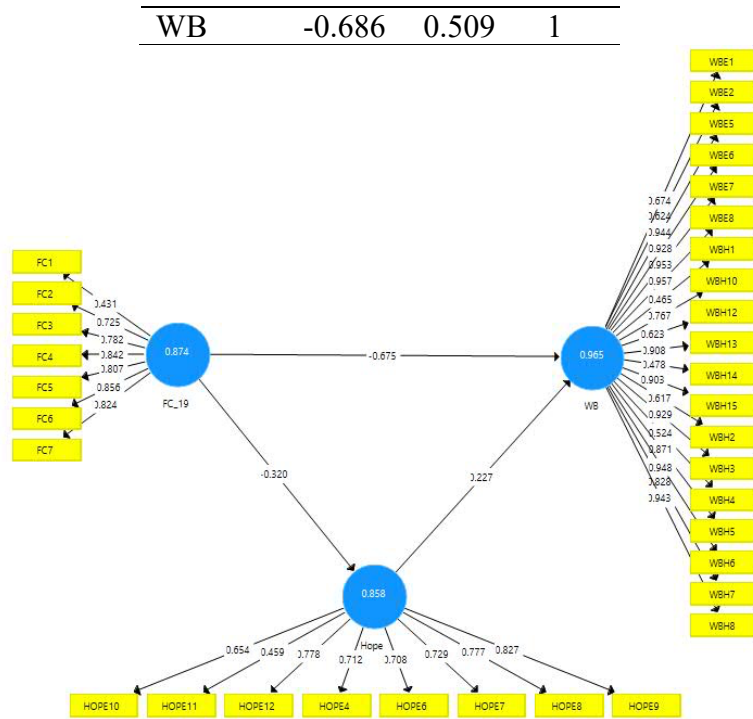 WB -0.686 0.509 1
WBE1
WBE2
WBE5
WBE6
WBE7
WBE8
WBH1
WBH10
WBH12
WBH13
WBH14
WBH15
WBH2
WBH3
WBH4
WBH5
WBH6
WBH7
WBH8
0.674
0.624
0.944
0.928
0.953
0.957
0.465
0.767
0.623
0.908
0.478
0.903
0.617
0.929
0.524
0.871
0.948
0.828
0.943
FC1
FC2
FC3
FC4
FC5
FC6
FC7
0.431
0.725
0.782
0.842
0.807
0.856
0.824
0.874
FC_19
-0.675
0.965
WB
-0.320
0.227
0.858
Hope
0.654 0.459 0.778 0.712 0.708 0.729 0.777 0.827
HOPE10 HOPE11 HOPE12 HOPE4 HOPE6 HOPE7 HOPE8 HOPE9